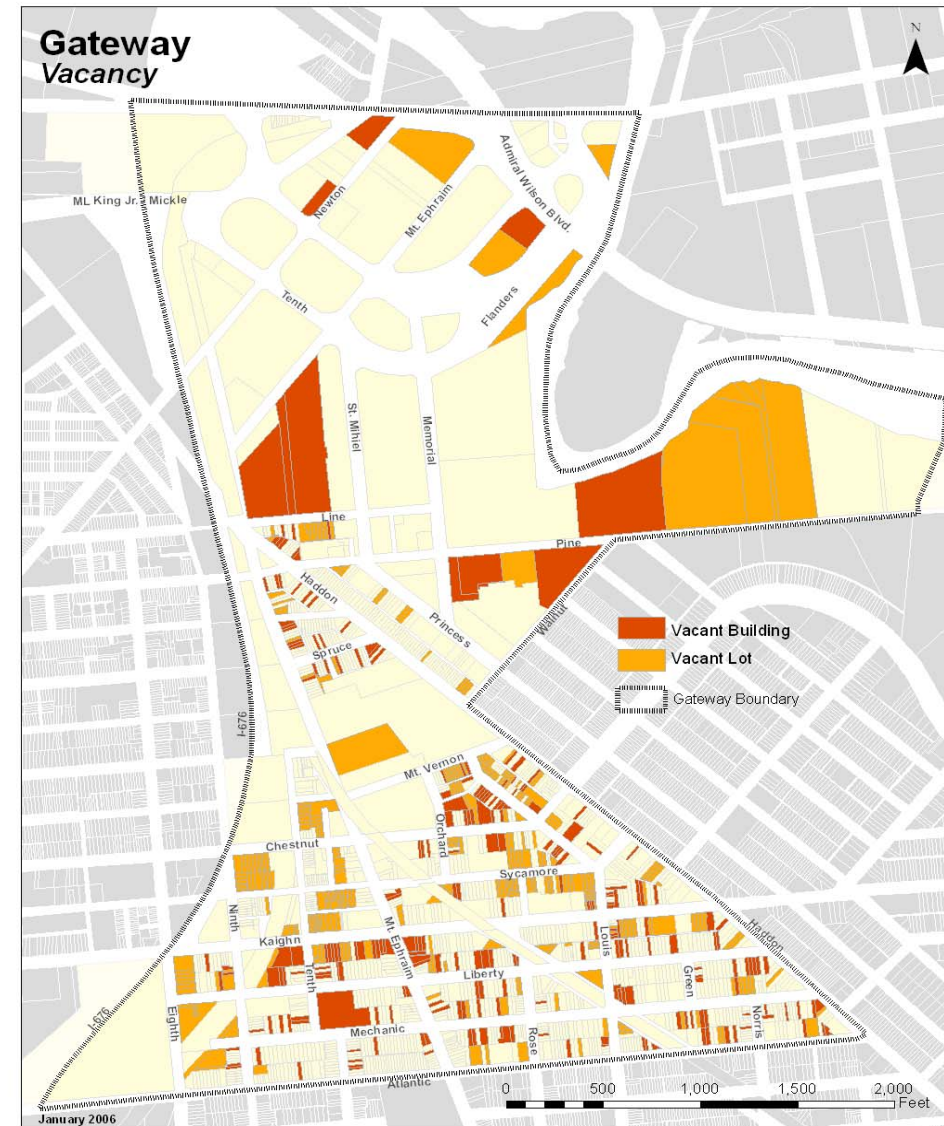 Gateway
Vacancy
N
ML King Jr. / Mickle
Newton
Mt. Ephraim
Admiral Wilson Blvd.
Tenth
Flanders
St. Mihiel
Memorial
Line
Pine
Haddon
Princess
Walnut
Spruce
Vacant Building
Vacant Lot
Gateway Boundary
I-676
Mt. Vernon
Orchard
Chestnut
Sycamore
Ninth
Mt. Ephraim
Louis
Haddon
Kaighn
Tenth
Liberty
Green
I-676
Eighth
Mechanic
Rose
Norris
Atlantic
0 500 1,000 1,500 2,000
Feet
January 2006